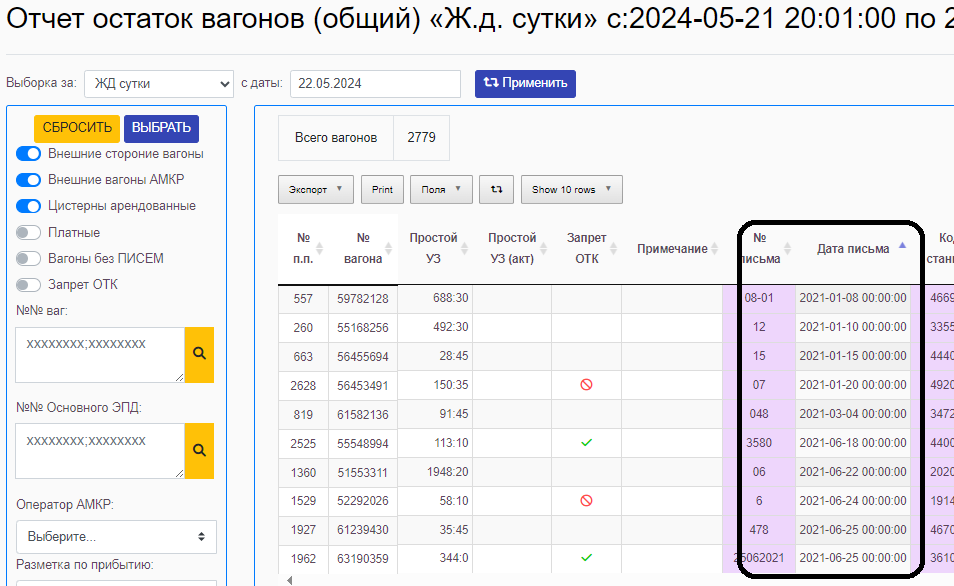 Отчет остаток вагонов (общий) «Ж.д. сутки» с:2024-05-21 20:01:00 по 2
Выборка за: ЖД сутки с даты: 22.05.2024 Применить
СБРОСИТЬ ВЫБРАТЬ
Внешние стороние вагоны
Внешние вагоны АМКР
Цистерны арендованные
Платные
Вагоны без ПИСЕМ
Запрет ОТК
№№ ваг:
XXXXXXXX;XXXXXXXX
№№ Основного ЭПД:
XXXXXXXX;XXXXXXXX
Оператор АМКР:
Выберите...
Разметка по прибытию:
Всего вагонов 2779
Экспорт Print Поля Show 10 rows
№ п.п. № вагона Простой УЗ Простой УЗ (акт) Запрет ОТК Примечание № письма Дата письма Код стан
557 59782128 688:30 08-01 2021-01-08 00:00:00 4669
260 55168256 492:30 12 2021-01-10 00:00:00 3355
663 56455694 28:45 15 2021-01-15 00:00:00 4440
2628 56453491 150:35 07 2021-01-20 00:00:00 4920
819 61582136 91:45 048 2021-03-04 00:00:00 3472
2525 55548994 113:10 3580 2021-06-18 00:00:00 4400
1360 51553311 1948:20 06 2021-06-22 00:00:00 2020
1529 52292026 58:10 6 2021-06-24 00:00:00 1914
1927 61239430 35:45 478 2021-06-25 00:00:00 4670
1962 63190359 344:0 25062021 2021-06-25 00:00:00 3610